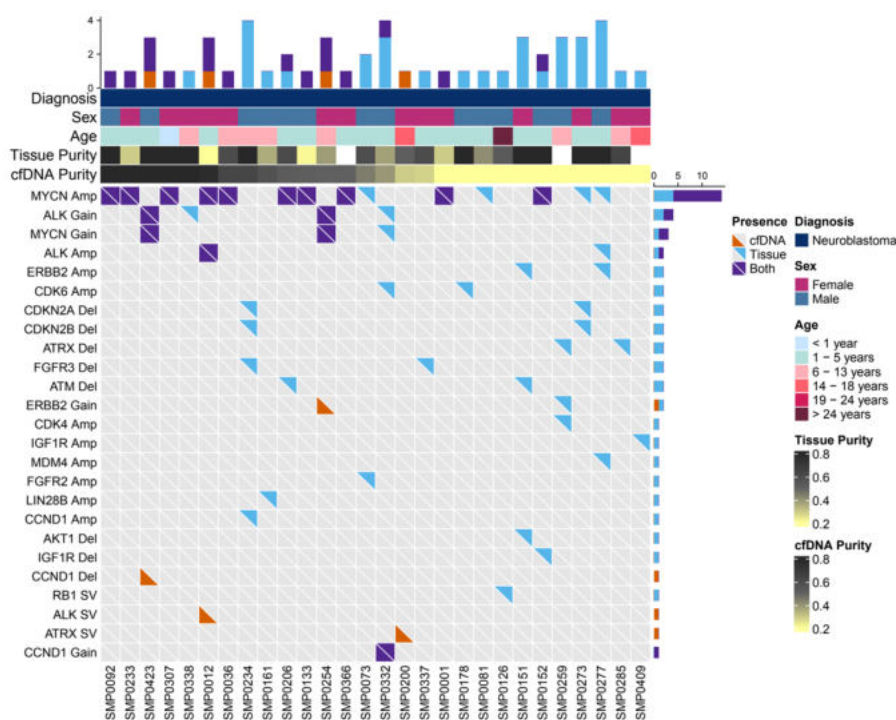 4
2
0
Diagnosis
Sex
Age
Tissue Purity
cfDNA Purity
0 5 10
MYCN Amp
ALK Gain
MYCN Gain
ALK Amp
ERBB2 Amp
CDK6 Amp
CDKN2A Del
CDKN2B Del
ATRX Del
FGFR3 Del
ATM Del
ERBB2 Gain
CDK4 Amp
IGF1R Amp
MDM4 Amp
FGFR2 Amp
LIN28B Amp
CCND1 Amp
AKT1 Del
IGF1R Del
CCND1 Del
RB1 SV
ALK SV
ATRX SV
CCND1 Gain
SMP0092
SMP0233
SMP0423
SMP0307
SMP0338
SMP0012
SMP0036
SMP0234
SMP0161
SMP0206
SMP0133
SMP0254
SMP0366
SMP0073
SMP0332
SMP0200
SMP0337
SMP0001
SMP0178
SMP0081
SMP0126
SMP0151
SMP0152
SMP0259
SMP0273
SMP0277
SMP0285
SMP0409
Presence
cfDNA
Tissue
Both
Diagnosis
Neuroblastoma
Sex
Female
Male
Age
< 1 year
1 − 5 years
6 − 13 years
14 − 18 years
19 − 24 years
> 24 years
Tissue Purity
0.8
0.6
0.4
0.2
cfDNA Purity
0.8
0.6
0.4
0.2